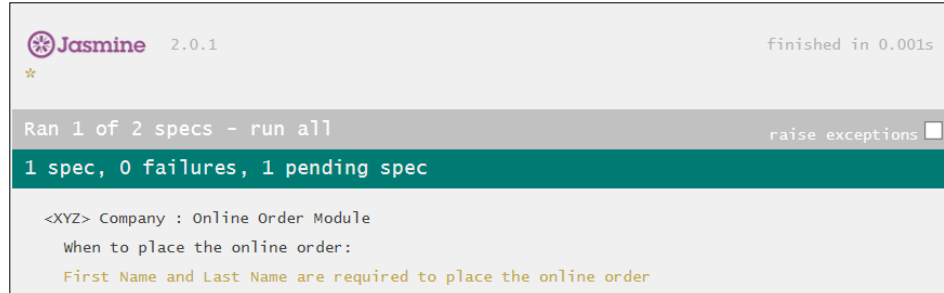 Jasmine 2.0.1 finished in 0.001s
*
Ran 1 of 2 specs - run all raise exceptions
1 spec, 0 failures, 1 pending spec
<XYZ> Company : Online Order Module
When to place the online order:
First Name and Last Name are required to place the online order